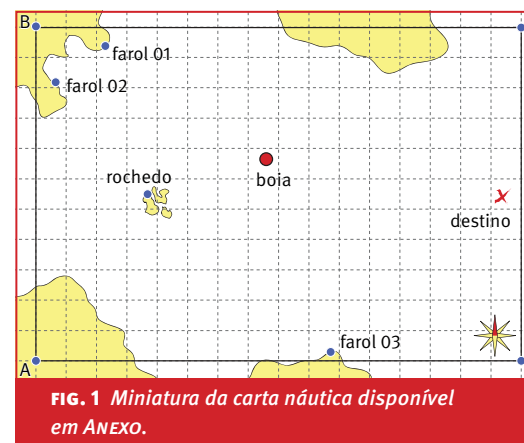 B
farol 01
farol 02
rochedo
boia
destino
farol 03
A
FIG. 1 Miniatura da carta náutica disponível
em ANEXO.